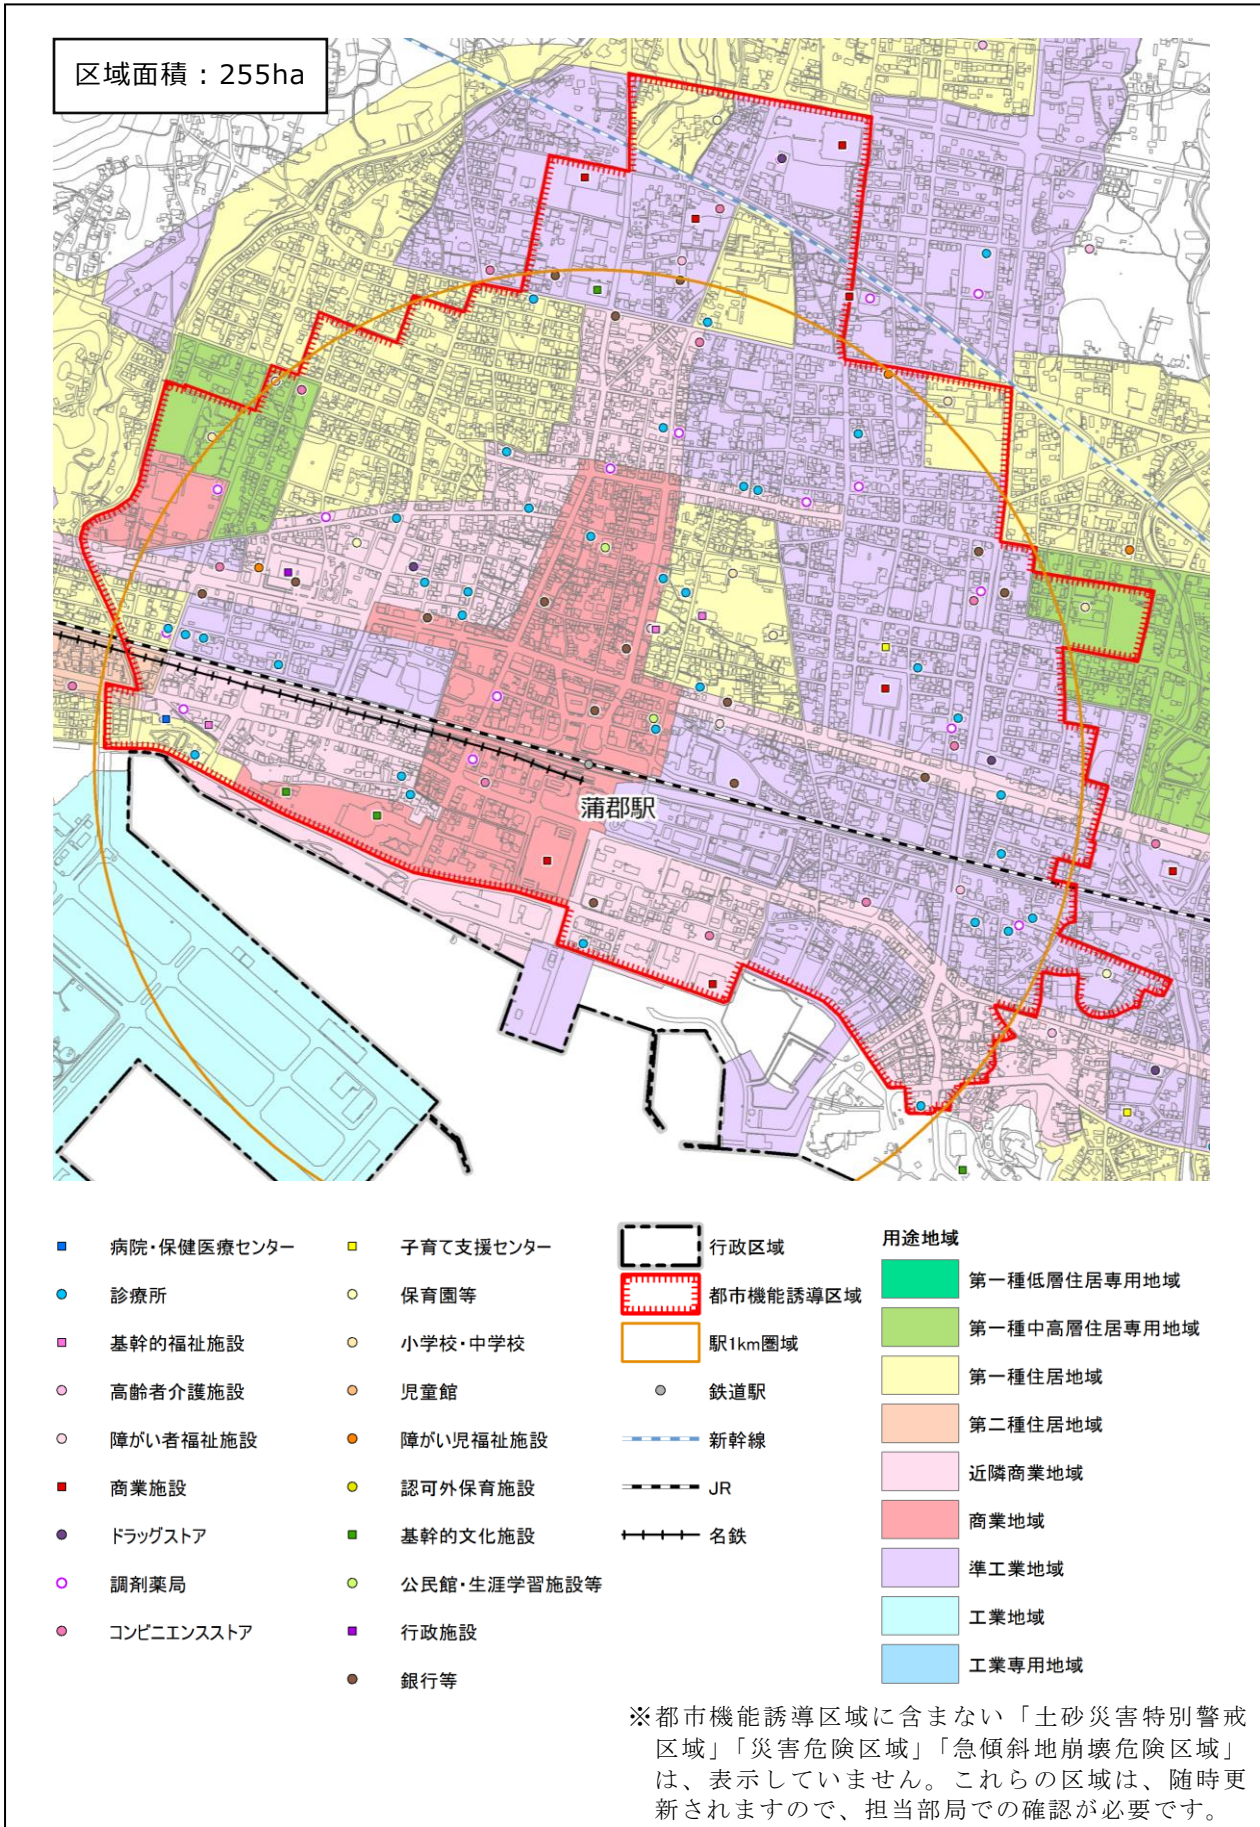 区域面積：255ha
蒲郡駅
病院・保健医療センター
診療所
基幹的福祉施設
高齢者介護施設
障がい者福祉施設
商業施設
ドラッグストア
調剤薬局
コンビニエンスストア
子育て支援センター
保育園等
小学校・中学校
児童館
障がい児福祉施設
認可外保育施設
基幹的文化施設
公民館・生涯学習施設等
行政施設
銀行等
行政区域
都市機能誘導区域
駅1km圏域
鉄道駅
新幹線
JR
名鉄
用途地域
第一種低層住居専用地域
第一種中高層住居専用地域
第一種住居地域
第二種住居地域
近隣商業地域
商業地域
準工業地域
工業地域
工業専用地域
※都市機能誘導区域に含まない「土砂災害特別警戒
区域」「災害危険区域」「急傾斜地崩壊危険区域」
は、表示していません。これらの区域は、随時更
新されますので、担当部局での確認が必要です。